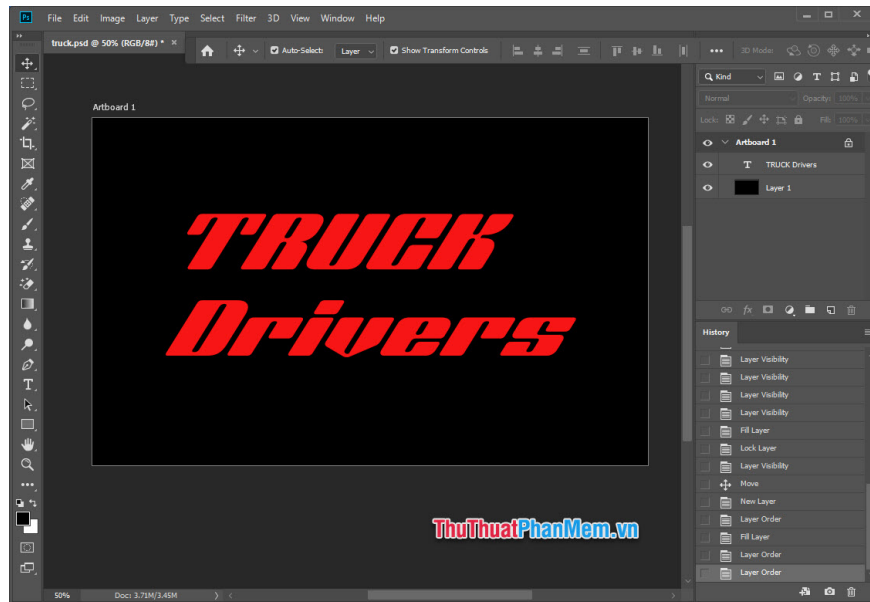 Ps File Edit Image Layer Type Select Filter 3D View Window Help
truck.psd @ 50% (RGB/8#) * ×
Auto-Select: Layer Show Transform Controls 3D Mode:
Artboard 1
TRUCK
Drivers
Kind
Normal Opacity: 100%
Lock: Fill: 100%
Artboard 1
T TRUCK Drivers
Layer 1
fx
History
Layer Visibility
Layer Visibility
Layer Visibility
Layer Visibility
Fill Layer
Lock Layer
Layer Visibility
Move
New Layer
Layer Order
Fill Layer
Layer Order
Layer Order
ThuThuatPhanMem.vn
50% Doc: 3.71M/3.45M